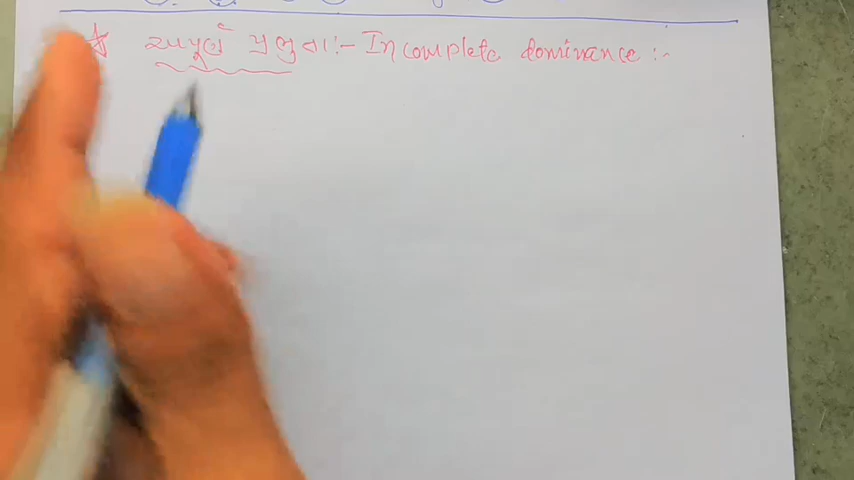 અપૂર્ણ પ્રભુતા :- Incomplete dominance :-